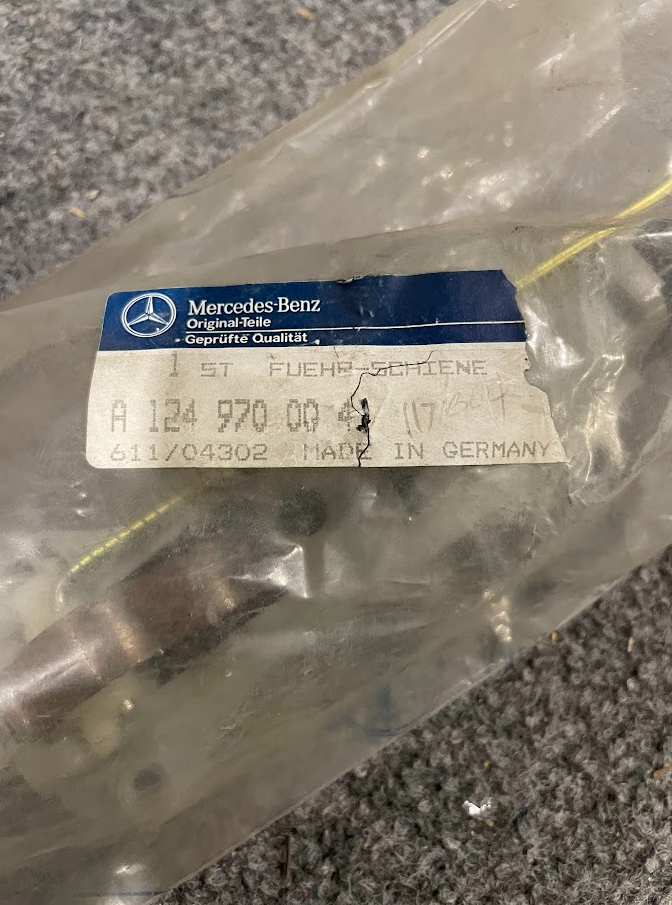 Mercedes-Benz
Original-Teile
Geprüfte Qualität
1 ST FUEHR-SCHIENE
A 124 970 00
611/04302 MADE IN GERMANY